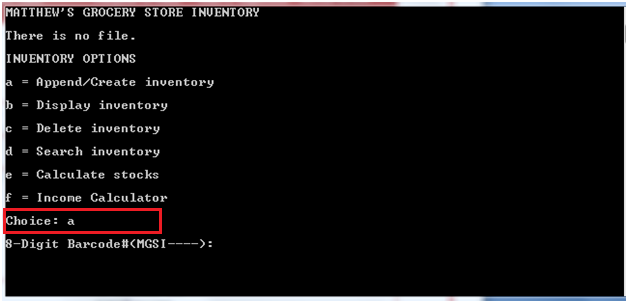 MATTHEW'S GROCERY STORE INVENTORY
There is no file.
INVENTORY OPTIONS
a = Append/Create inventory
b = Display inventory
c = Delete inventory
d = Search inventory
e = Calculate stocks
f = Income Calculator
Choice: a
8-Digit Barcode#(MGSI----):